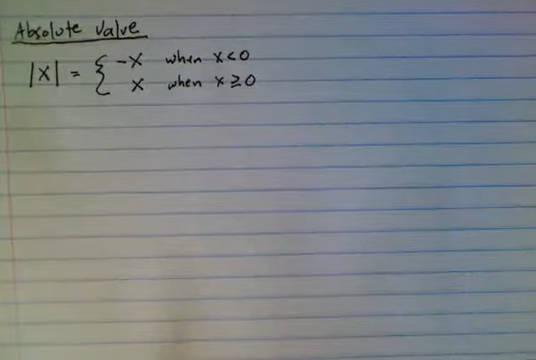 Absolute Value
|X| = { -X when X < 0
X when X ≥ 0